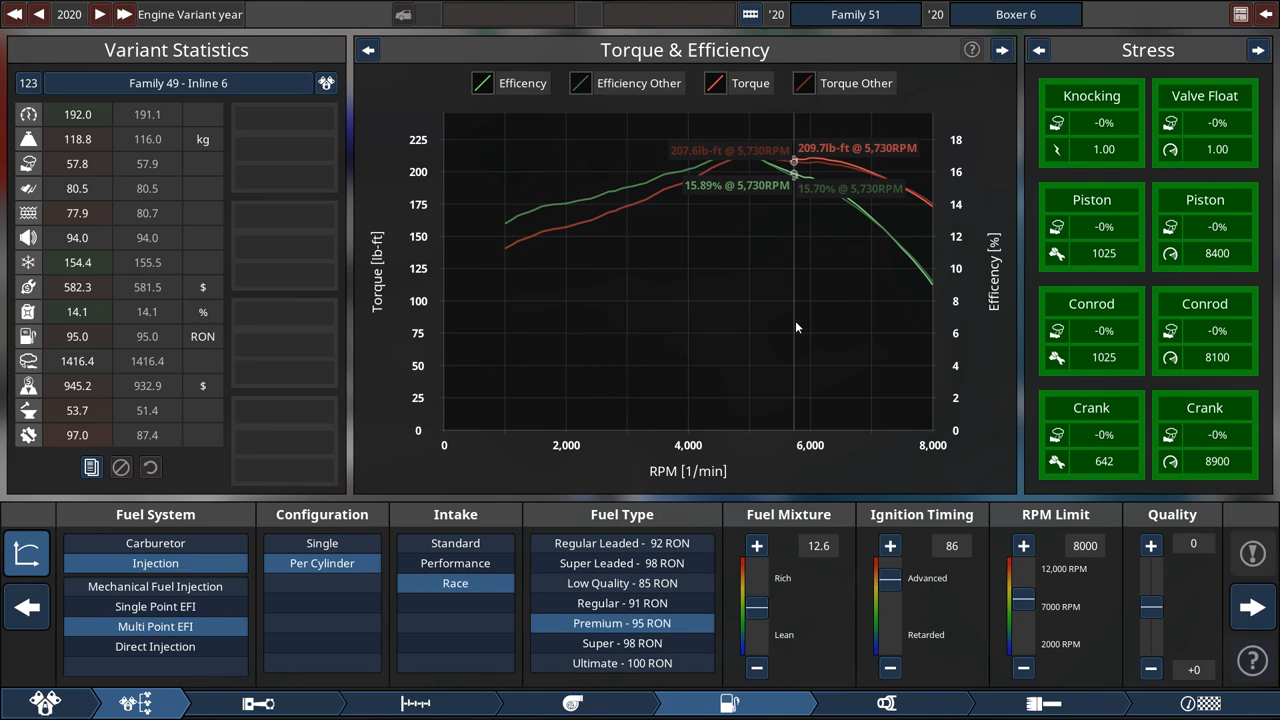 2020 Engine Variant year '20 Family 51 '20 Boxer 6
Variant Statistics
123 Family 49 - Inline 6
192.0 191.1
118.8 116.0 kg
57.8 57.9
80.5 80.5
77.9 80.7
94.0 94.0
154.4 155.5
582.3 581.5 $
14.1 14.1 %
95.0 95.0 RON
1416.4 1416.4
945.2 932.9 $
53.7 51.4
97.0 87.4
Torque & Efficiency
Efficency Efficiency Other Torque Torque Other
225 18
200 16
175 14
150 12
125 10
100 8
75 6
50 4
25 2
0 0
207.6lb-ft @ 5,730RPM 209.7lb-ft @ 5,730RPM
15.89% @ 5,730RPM 15.70% @ 5,730RPM
Torque [lb-ft]
Efficency [%]
0 2,000 4,000 6,000 8,000
RPM [1/min]
Stress
Knocking Valve Float
-0% -0%
1.00 1.00
Piston Piston
-0% -0%
1025 8400
Conrod Conrod
-0% -0%
1025 8100
Crank Crank
-0% -0%
642 8900
Fuel System
Carburetor
Injection
Mechanical Fuel Injection
Single Point EFI
Multi Point EFI
Direct Injection
Configuration
Single
Per Cylinder
Intake
Standard
Performance
Race
Fuel Type
Regular Leaded - 92 RON
Super Leaded - 98 RON
Low Quality - 85 RON
Regular - 91 RON
Premium - 95 RON
Super - 98 RON
Ultimate - 100 RON
Fuel Mixture
12.6
Rich
Lean
Ignition Timing
86
Advanced
Retarded
RPM Limit
8000
12,000 RPM
7000 RPM
2000 RPM
Quality
0
+0